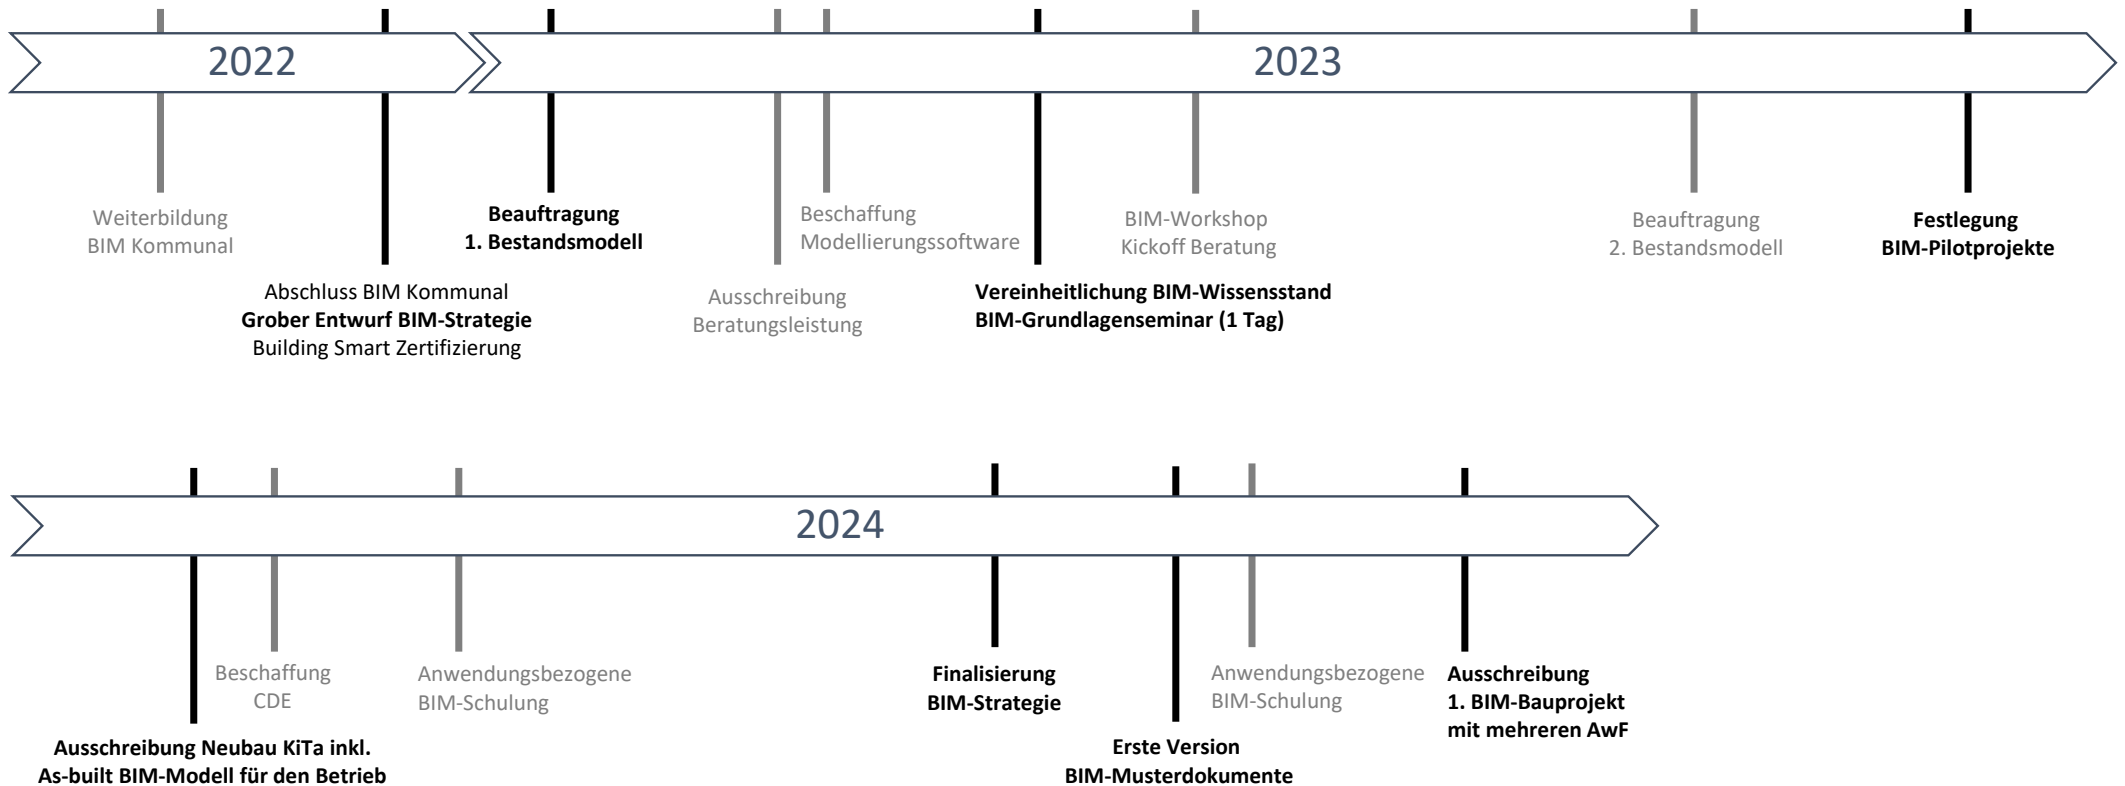 2022
2023
Weiterbildung
BIM Kommunal
Abschluss BIM Kommunal
Grober Entwurf BIM-Strategie
Building Smart Zertifizierung
Beauftragung
1. Bestandsmodell
Ausschreibung
Beratungsleistung
Beschaffung
Modellierungssoftware
Vereinheitlichung BIM-Wissensstand
BIM-Grundlagenseminar (1 Tag)
BIM-Workshop
Kickoff Beratung
Beauftragung
2. Bestandsmodell
Festlegung
BIM-Pilotprojekte
2024
Ausschreibung Neubau KiTa inkl.
As-built BIM-Modell für den Betrieb
Beschaffung
CDE
Anwendungsbezogene
BIM-Schulung
Finalisierung
BIM-Strategie
Erste Version
BIM-Musterdokumente
Anwendungsbezogene
BIM-Schulung
Ausschreibung
1. BIM-Bauprojekt
mit mehreren AwF